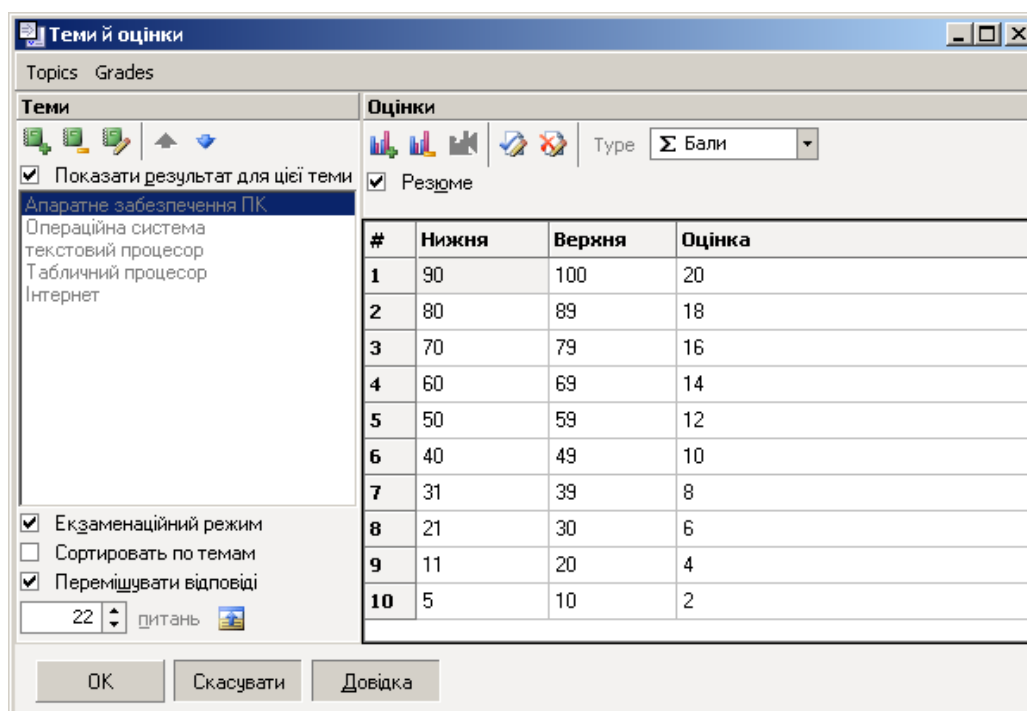 Теми й оцінки
Topics Grades
Теми
Показати результат для цієї теми
Апаратне забезпечення ПК
Операційна система
текстовий процесор
Табличний процесор
Інтернет
Екзаменаційний режим
Сортировать по темам
Перемішувати відповіді
22 питань
Оцінки
Type Σ Бали
Резюме
# Нижня Верхня Оцінка
1 90 100 20
2 80 89 18
3 70 79 16
4 60 69 14
5 50 59 12
6 40 49 10
7 31 39 8
8 21 30 6
9 11 20 4
10 5 10 2
OK Скасувати Довідка